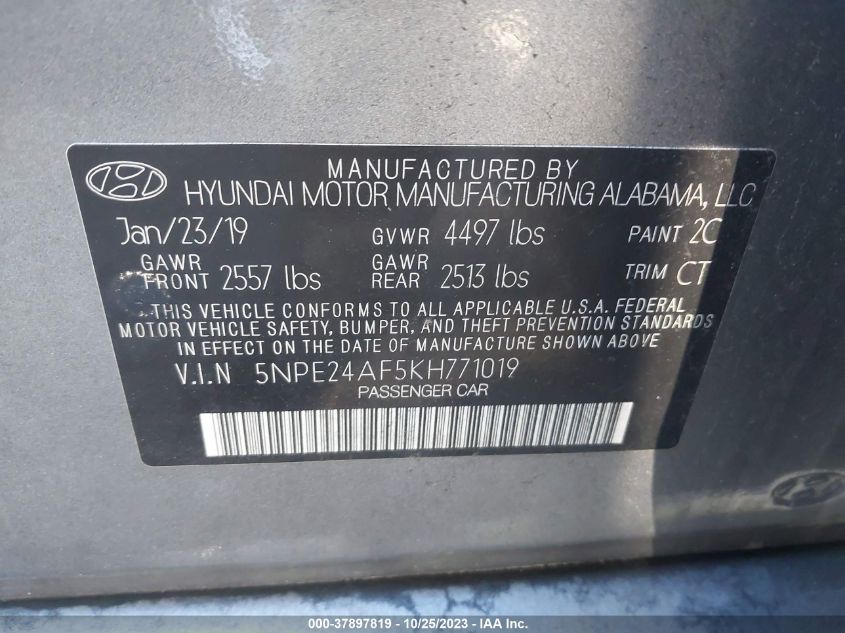 MANUFACTURED BY
HYUNDAI MOTOR MANUFACTURING ALABAMA, LLC
Jan/23/19 GVWR 4497 lbs PAINT 2C
GAWR FRONT 2557 lbs GAWR REAR 2513 lbs TRIM CT
THIS VEHICLE CONFORMS TO ALL APPLICABLE U.S.A. FEDERAL
MOTOR VEHICLE SAFETY, BUMPER, AND THEFT PREVENTION STANDARDS
IN EFFECT ON THE DATE OF MANUFACTURE SHOWN ABOVE.
V.I.N 5NPE24AF5KH771019
PASSENGER CAR
000-37897819 - 10/25/2023 - IAA Inc.